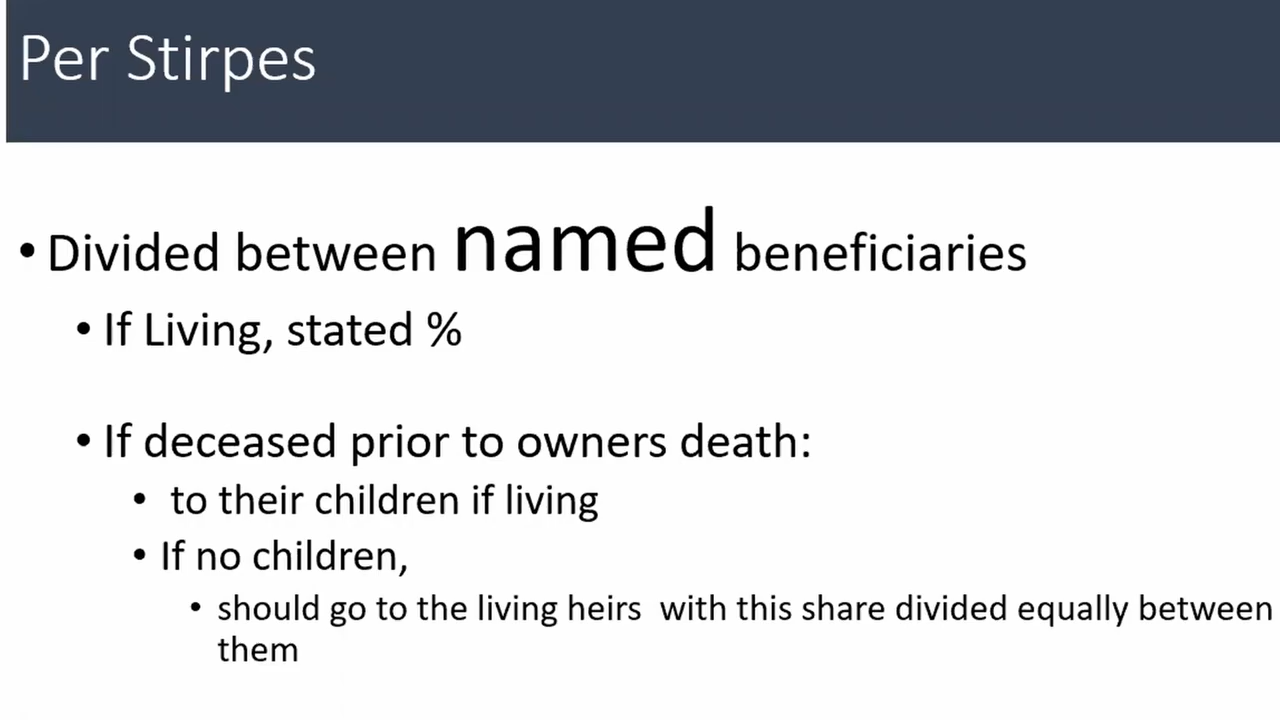 Per Stirpes
• Divided between named beneficiaries
• If Living, stated %
• If deceased prior to owners death:
• to their children if living
• If no children,
• should go to the living heirs with this share divided equally between
them